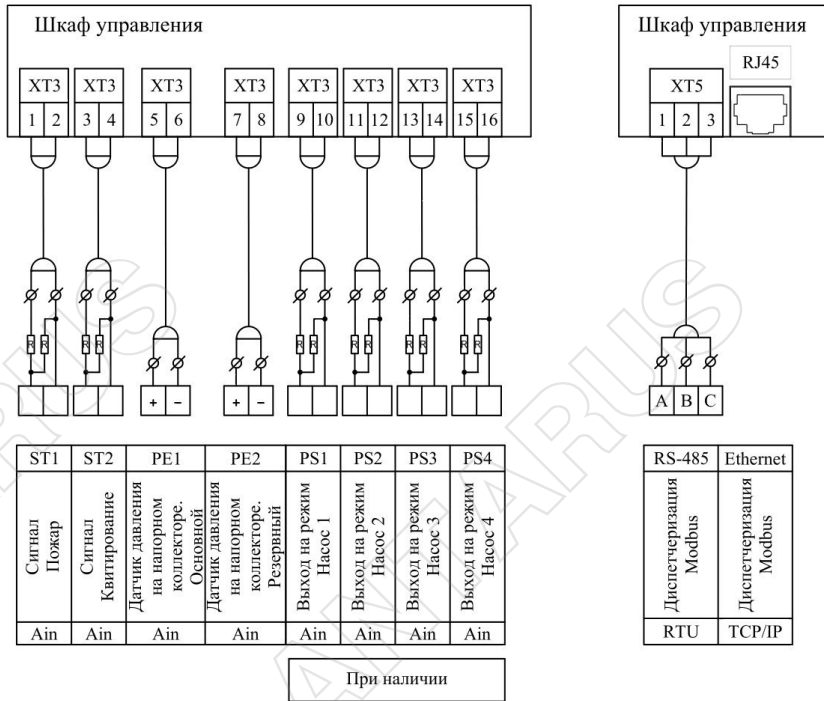 Шкаф управления
XT3 XT3 XT3 XT3 XT3 XT3 XT3 XT3
1 2 3 4 5 6 7 8 9 10 11 12 13 14 15 16
+ − + −
ST1 ST2 PE1 PE2 PS1 PS2 PS3 PS4
Сигнал
Пожар
Сигнал
Квитирование
Датчик давления
на напорном
коллекторе.
Основной
Датчик давления
на напорном
коллекторе.
Резервный
Выход на режим
Насос 1
Выход на режим
Насос 2
Выход на режим
Насос 3
Выход на режим
Насос 4
Ain Ain Ain Ain Ain Ain Ain Ain
При наличии
Шкаф управления
RJ45
XT5
1 2 3
A B C
RS-485 Ethernet
Диспетчеризация
Modbus
Диспетчеризация
Modbus
RTU TCP/IP
R R R R R R R R R R R R
ANTARUS
ANTARUS